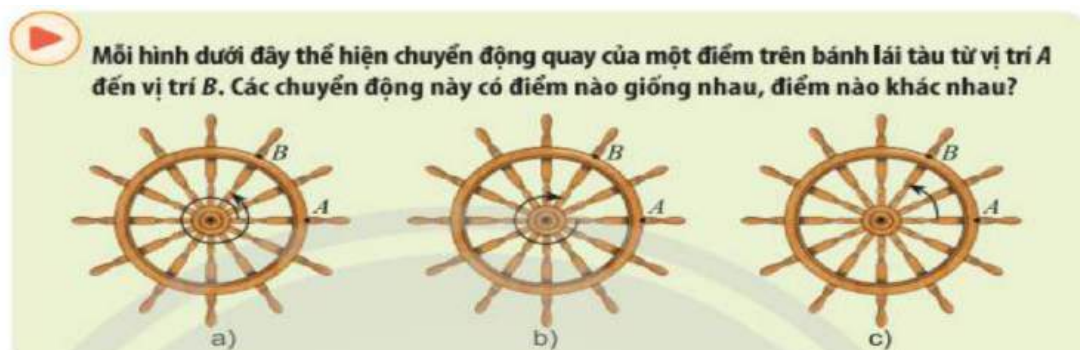 Mỗi hình dưới đây thể hiện chuyển động quay của một điểm trên bánh lái tàu từ vị trí A
đến vị trí B. Các chuyển động này có điểm nào giống nhau, điểm nào khác nhau?
B A B A B A
a) b) c)